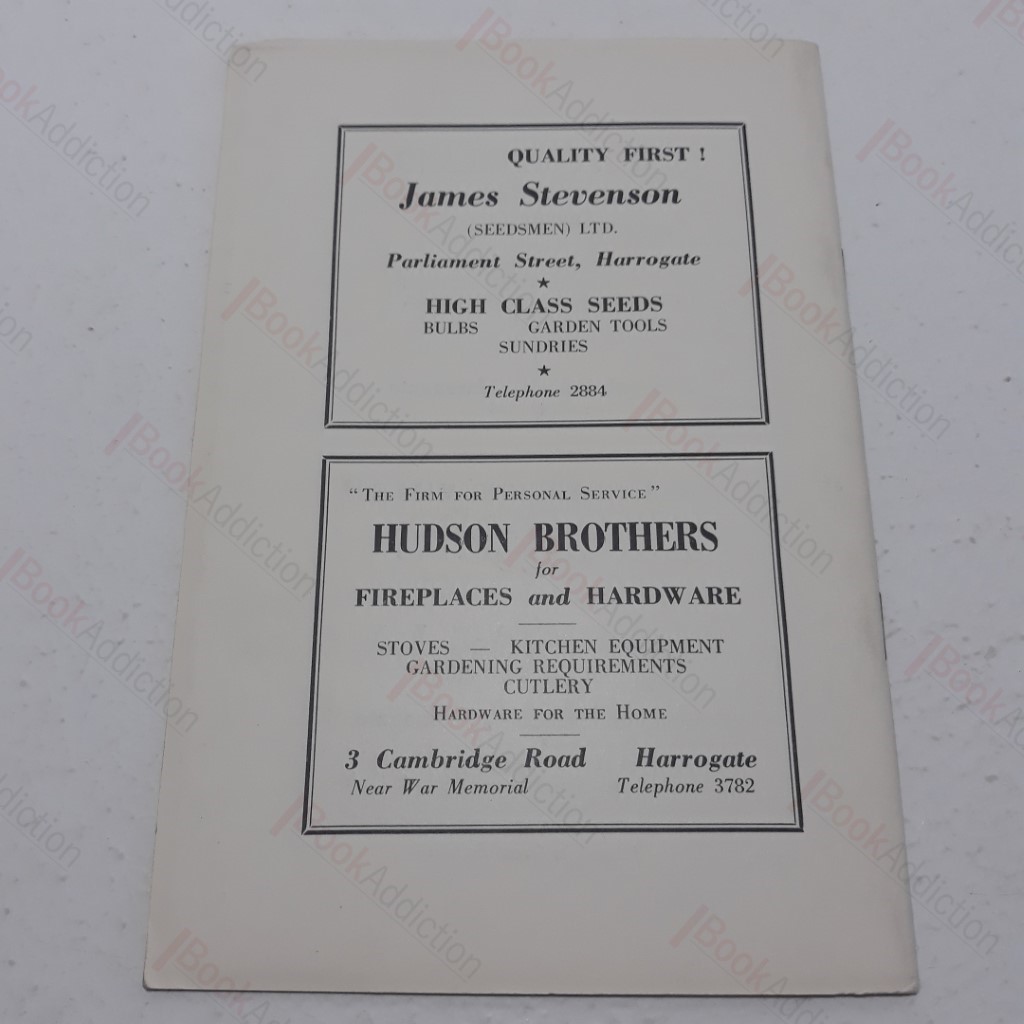 QUALITY FIRST !
James Stevenson
(SEEDSMEN) LTD.
Parliament Street, Harrogate
★
HIGH CLASS SEEDS
BULBS GARDEN TOOLS
SUNDRIES
★
Telephone 2884
"THE FIRM FOR PERSONAL SERVICE"
HUDSON BROTHERS
for
FIREPLACES and HARDWARE
STOVES — KITCHEN EQUIPMENT
GARDENING REQUIREMENTS
CUTLERY
HARDWARE FOR THE HOME
3 Cambridge Road Harrogate
Near War Memorial Telephone 3782
BookAddiction